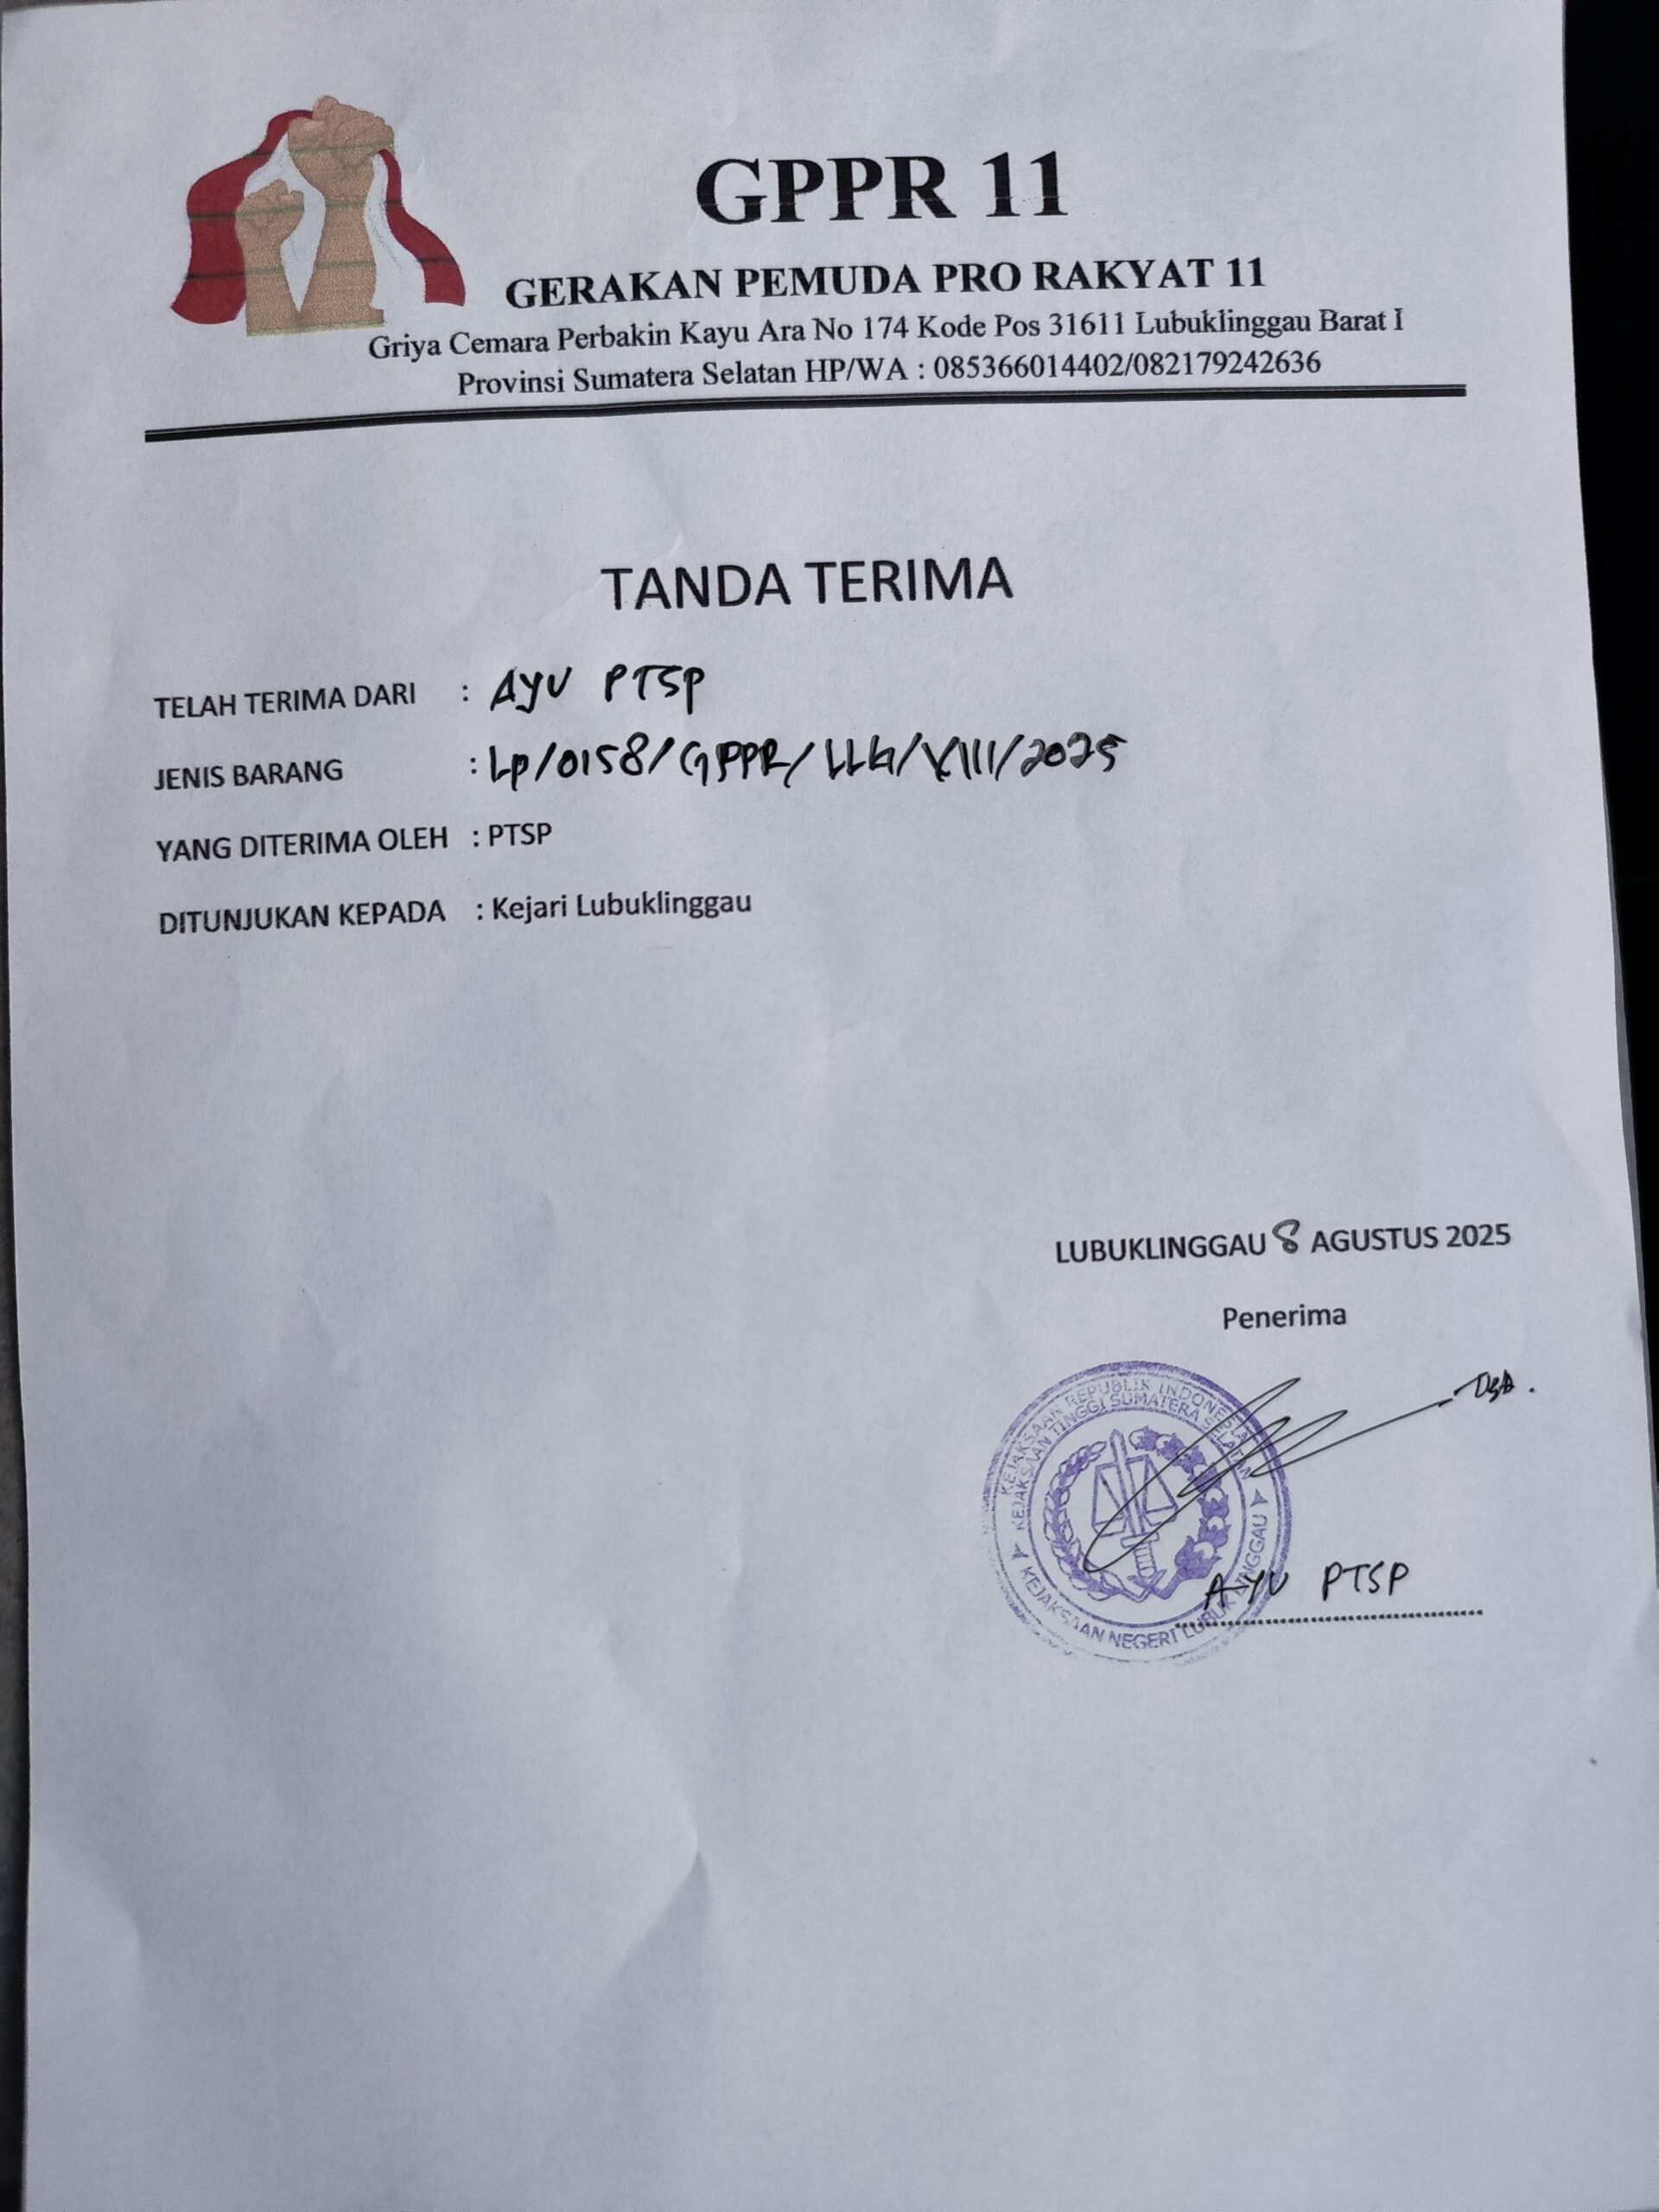 GPPR 11
GERAKAN PEMUDA PRO RAKYAT 11
Griya Cemara Perbakin Kayu Ara No 174 Kode Pos 31611 Lubuklinggau Barat I
Provinsi Sumatera Selatan HP/WA : 085366014402/082179242636
TANDA TERIMA
TELAH TERIMA DARI : AYU PTSP
JENIS BARANG : Lp/0158/GPPR/LLG/VIII/2025
YANG DITERIMA OLEH : PTSP
DITUNJUKAN KEPADA : Kejari Lubuklinggau
LUBUKLINGGAU 8 AGUSTUS 2025
Penerima
KEJAKSAAN REPUBLIK INDONESIA
KEJAKSAAN TINGGI SUMATERA SELATAN
KEJAKSAAN NEGERI LUBUK LINGGAU
AYU PTSP